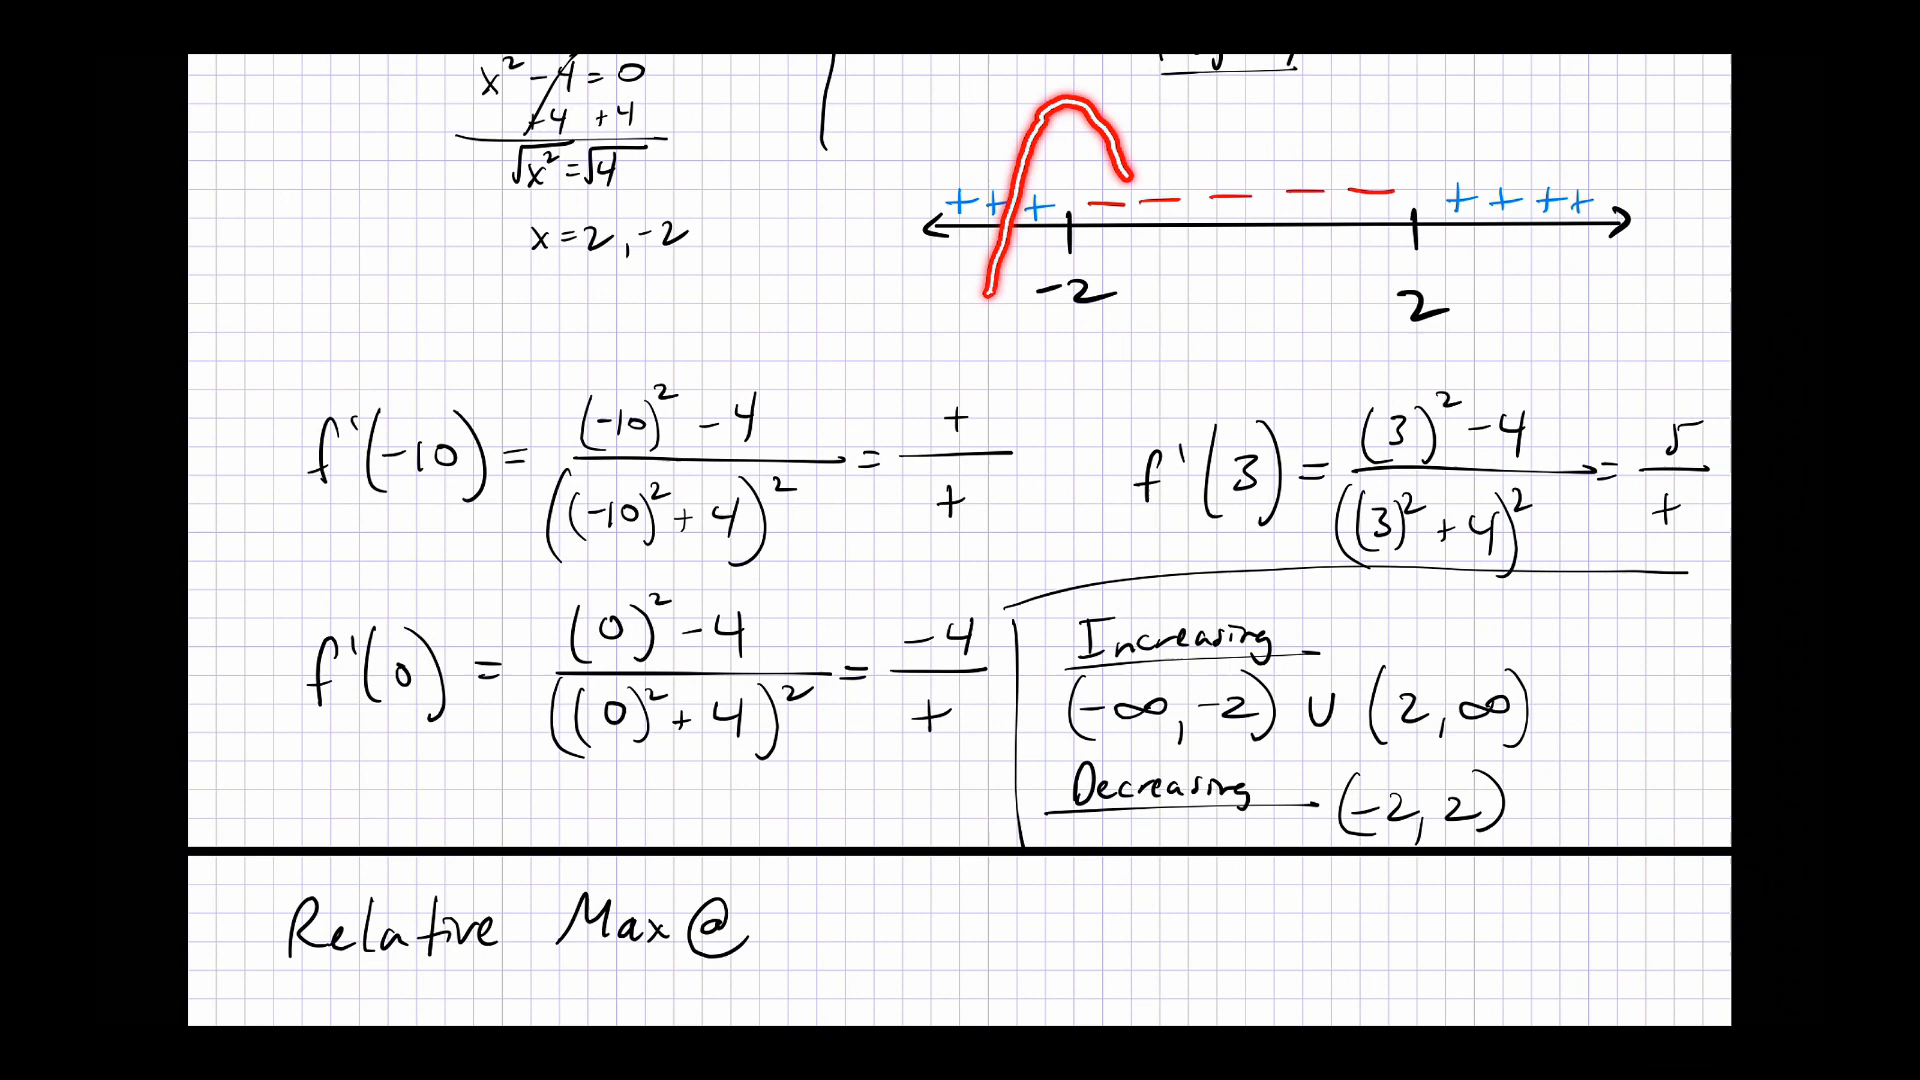 x² - 4 = 0
+4 +4
√x² = √4
x = 2, -2
+ + + − − − − − + + + +
-2 2
f'(-10) = ((-10)² - 4)/((-10)² + 4)² = +/+
f'(3) = ((3)² - 4)/((3)² + 4)² = 5/+
f'(0) = ((0)² - 4)/((0)² + 4)² = -4/+
Increasing
(-∞, -2) ∪ (2, ∞)
Decreasing (-2, 2)
Relative Max @